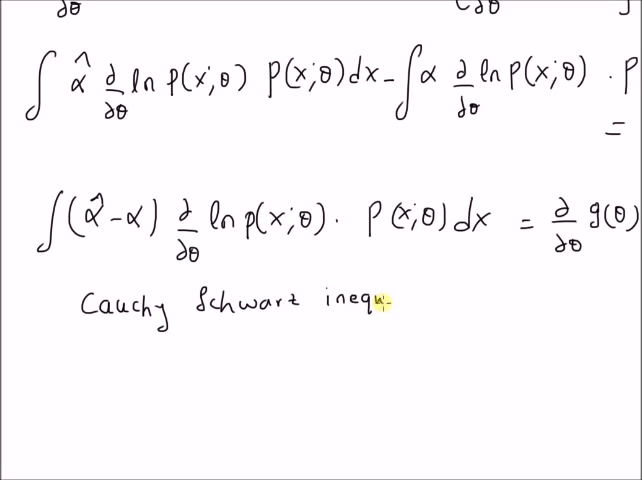 ∂θ ∂θ
∫ α̂ ∂/∂θ ln p(x;θ) p(x;θ) dx - ∫ α ∂/∂θ ln p(x;θ) . p
=
∫ (α̂ - α) ∂/∂θ ln p(x;θ) . p(x;θ) dx = ∂/∂θ g(θ)
Cauchy Schwarz inequ